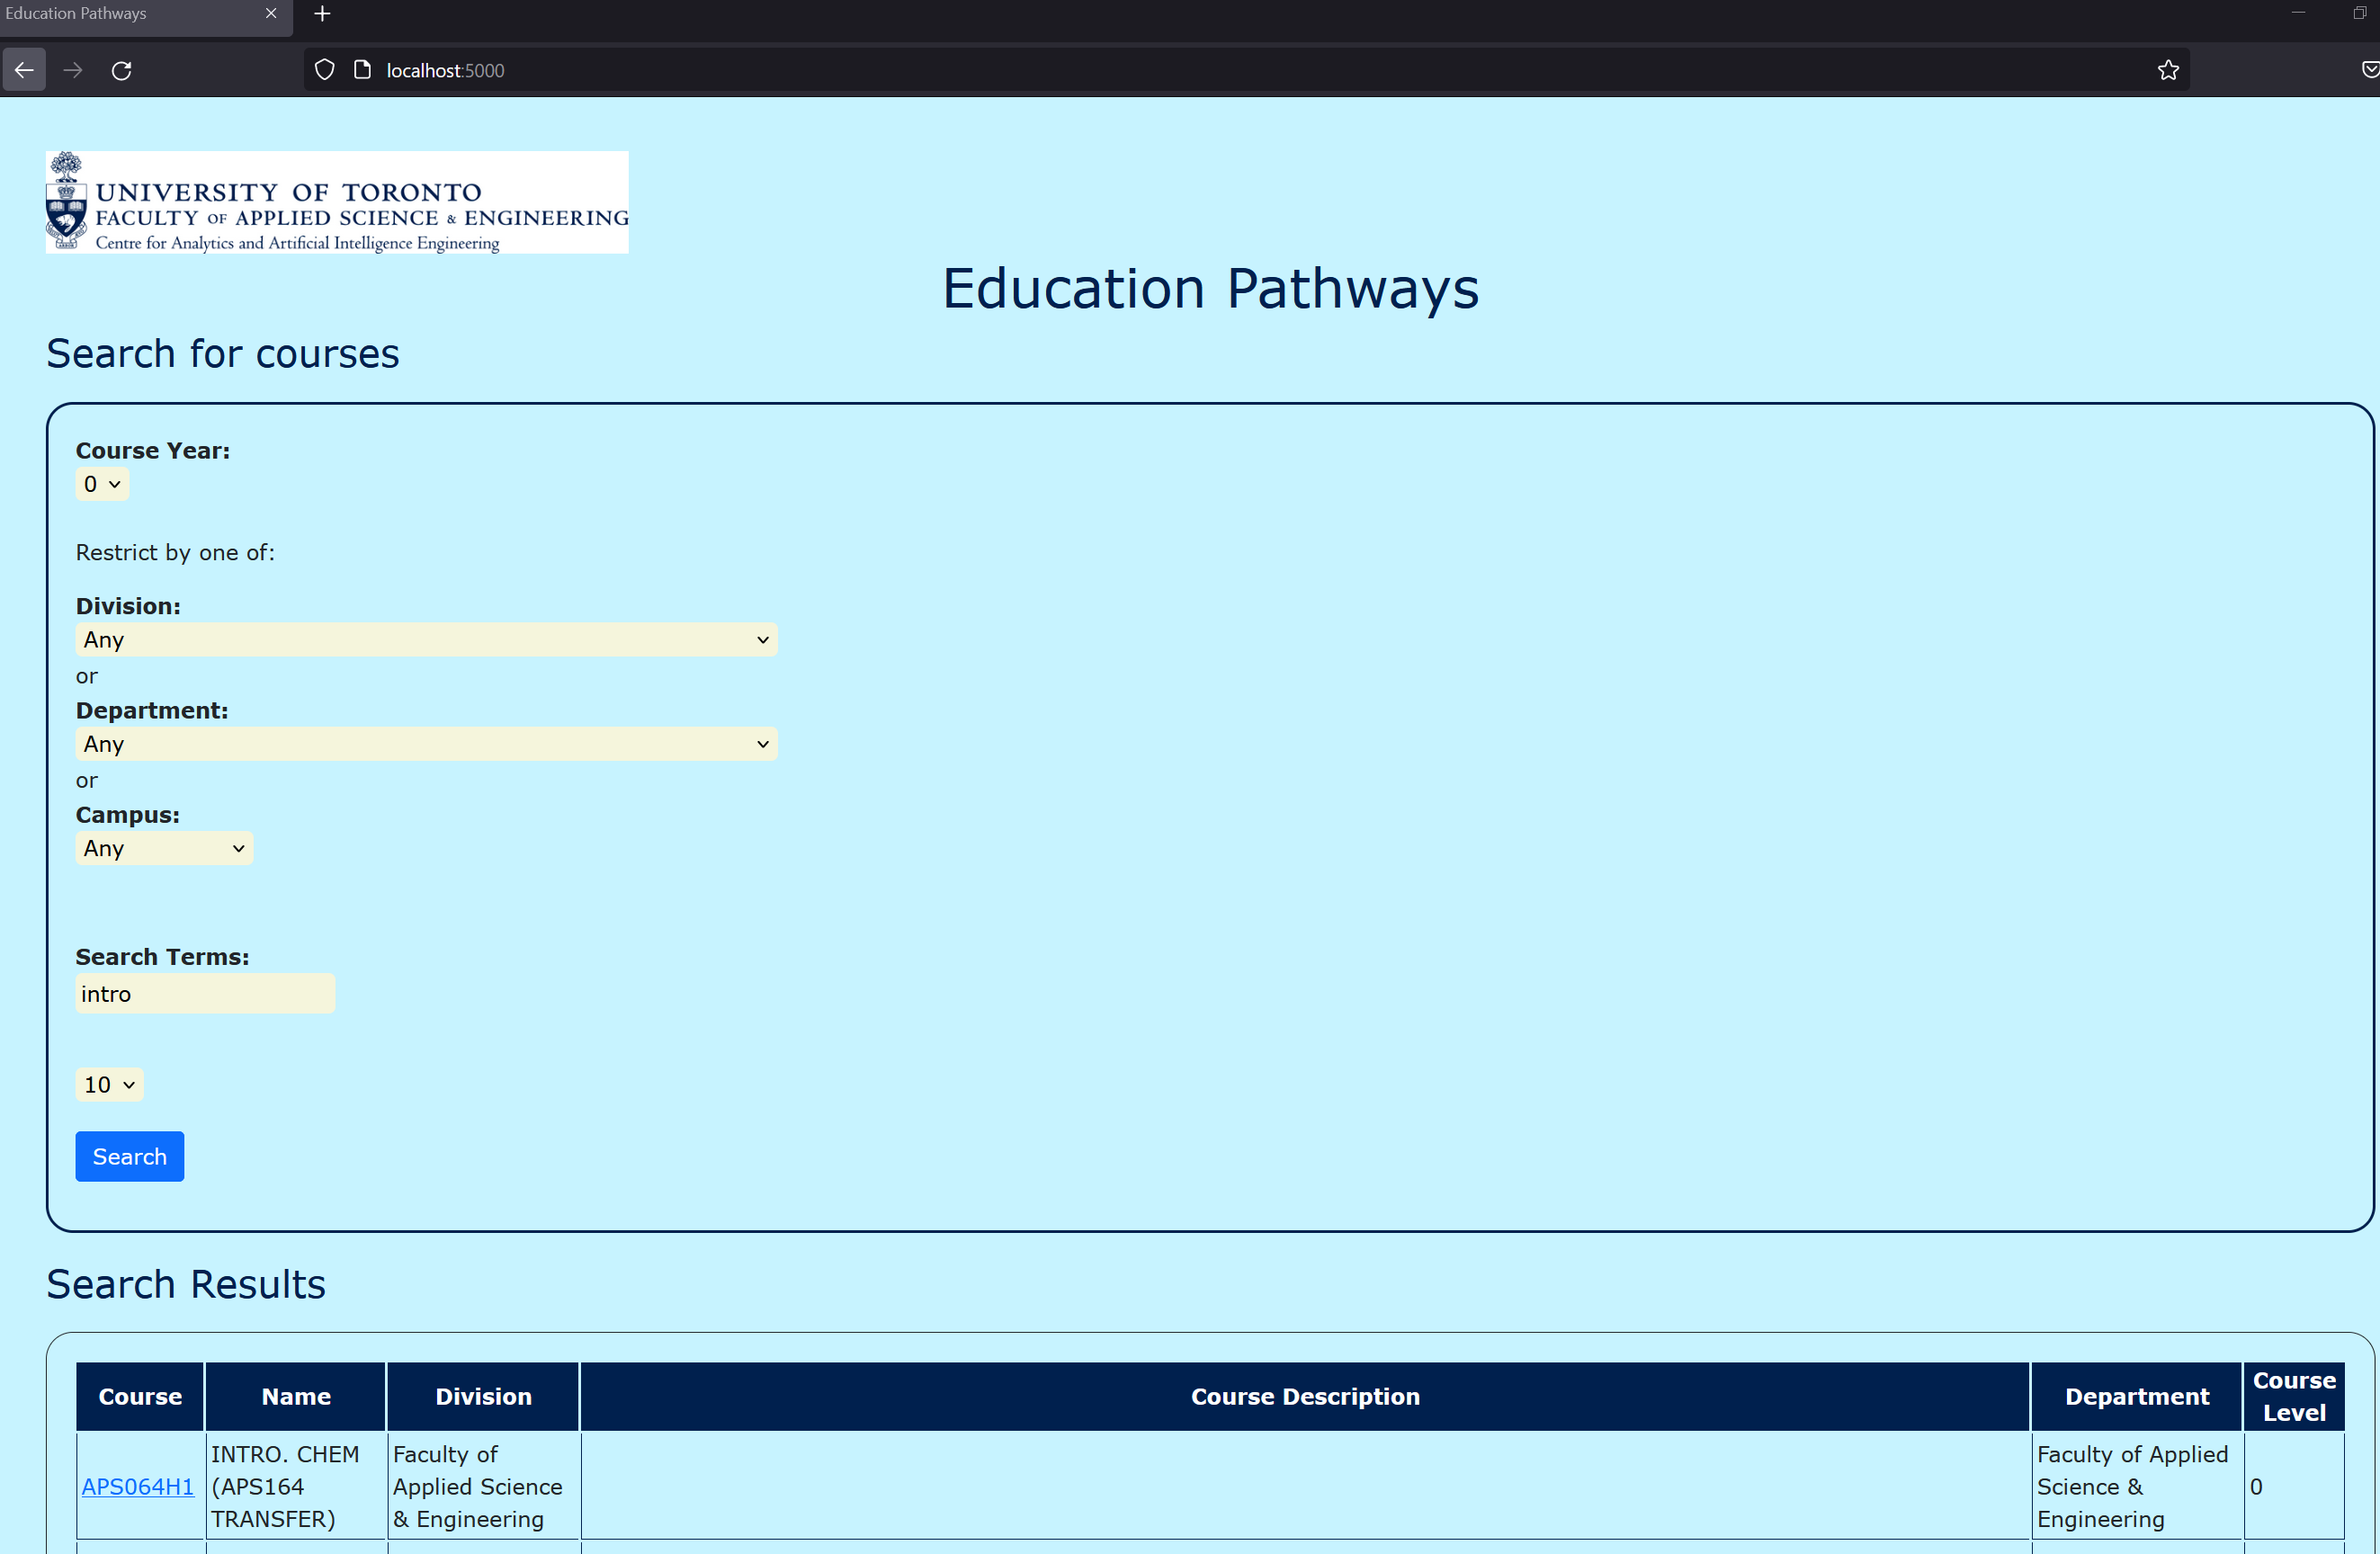 Education Pathways
localhost:5000
UNIVERSITY OF TORONTO
FACULTY OF APPLIED SCIENCE & ENGINEERING
Centre for Analytics and Artificial Intelligence Engineering
Education Pathways
Search for courses
Course Year:
0
Restrict by one of:
Division:
Any
or
Department:
Any
or
Campus:
Any
Search Terms:
intro
10
Search
Search Results
Course Name Division Course Description Department Course Level
APS064H1
INTRO. CHEM
(APS164
TRANSFER)
Faculty of
Applied Science
& Engineering
Faculty of Applied
Science &
Engineering
0